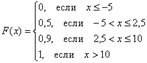 F(x) = { 0, если x ≤ −5
0,5, если −5 < x ≤ 2,5
0,9, если 2,5 < x ≤ 10
1, если x > 10